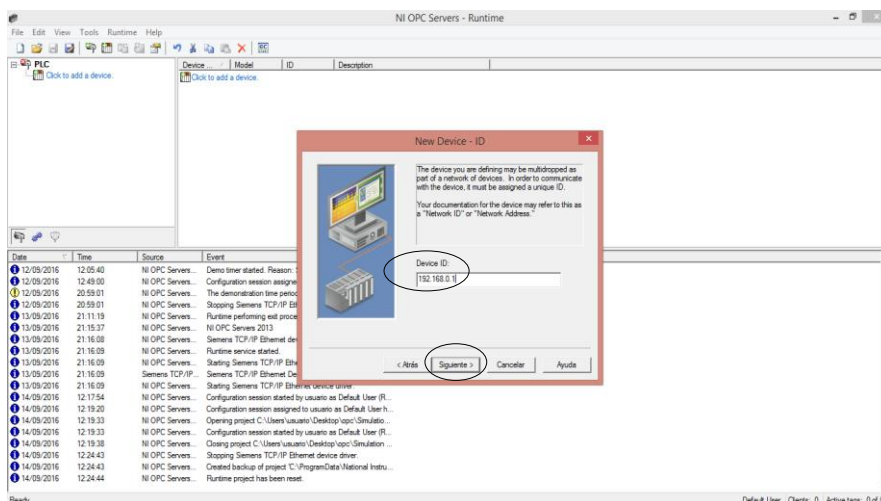 NI OPC Servers - Runtime
File Edit View Tools Runtime Help
PLC
Click to add a device.
Device ... Model ID Description
Click to add a device.
New Device - ID
The device you are defining may be multidropped as
part of a network of devices. In order to communicate
with the device, it must be assigned a unique ID.
Your documentation for the device may refer to this as
a "Network ID" or "Network Address."
Device ID:
192.168.0.1
< Atrás Siguiente > Cancelar Ayuda
Date Time Source Event
12/09/2016 12:05:40 NI OPC Servers... Demo timer started. Reason:
12/09/2016 12:49:00 NI OPC Servers... Configuration session assigne
12/09/2016 20:59:01 NI OPC Servers... The demonstration time perio
12/09/2016 20:59:01 NI OPC Servers... Stopping Siemens TCP/IP Eth
13/09/2016 21:11:19 NI OPC Servers... Runtime performing exit proce
13/09/2016 21:15:37 NI OPC Servers... NI OPC Servers 2013
13/09/2016 21:16:08 NI OPC Servers... Siemens TCP/IP Ethernet de
13/09/2016 21:16:09 NI OPC Servers... Runtime service started.
13/09/2016 21:16:09 NI OPC Servers... Starting Siemens TCP/IP Ethe
13/09/2016 21:16:09 Siemens TCP/IP... Siemens TCP/IP Ethernet De
13/09/2016 21:16:09 NI OPC Servers... Starting Siemens TCP/IP Ethernet device driver.
14/09/2016 12:17:54 NI OPC Servers... Configuration session started by usuario as Default User (R...
14/09/2016 12:19:20 NI OPC Servers... Configuration session assigned to usuario as Default User h...
14/09/2016 12:19:33 NI OPC Servers... Opening project C:\Users\usuario\Desktop\opc\Simulatio...
14/09/2016 12:19:33 NI OPC Servers... Configuration session started by usuario as Default User (R...
14/09/2016 12:19:38 NI OPC Servers... Closing project C:\Users\usuario\Desktop\opc\Simulation ...
14/09/2016 12:24:43 NI OPC Servers... Stopping Siemens TCP/IP Ethernet device driver.
14/09/2016 12:24:43 NI OPC Servers... Created backup of project 'C:\ProgramData\National Instru...
14/09/2016 12:24:44 NI OPC Servers... Runtime project has been reset.
Ready Default User Clients: 0 Active tags: 0 of